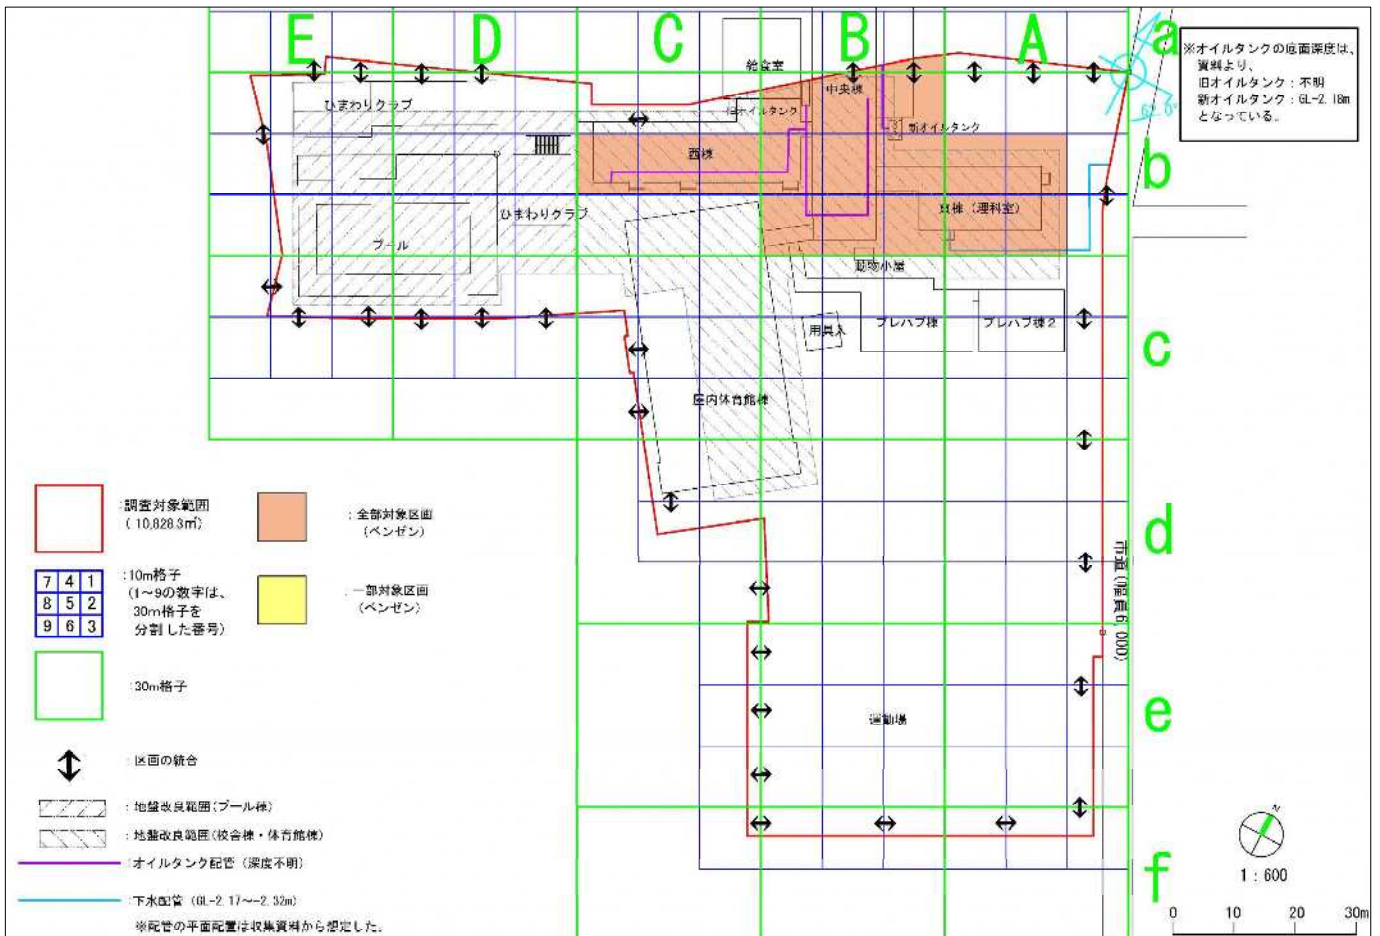 E
D
C
B
A
a
b
c
d
e
f
※オイルタンクの底面深度は、
資料より、
旧オイルタンク：不明
新オイルタンク：GL-2.18m
となっている。
給食室
中央棟
ひまわりクラブ
旧オイルタンク
新オイルタンク
西棟
東棟（理科室）
ひまわりクラブ
プール
動物小屋
用具入
プレハブ棟
プレハブ棟2
屋内体育館棟
市道(幅員6,000)
運動場
：調査対象範囲
（10,828.3㎡）
：全部対象区画
（ベンゼン）
7 4 1
8 5 2
9 6 3
：10m格子
（1～9の数字は、
30m格子を
分割した番号）
：一部対象区画
（ベンゼン）
：30m格子
：区画の統合
：地盤改良範囲（プール棟）
：地盤改良範囲（校舎棟・体育館棟）
：オイルタンク配管（深度不明）
：下水配管（GL-2.17～-2.32m）
※配管の平面配置は収集資料から想定した。
N
1：600
0 10 20 30m